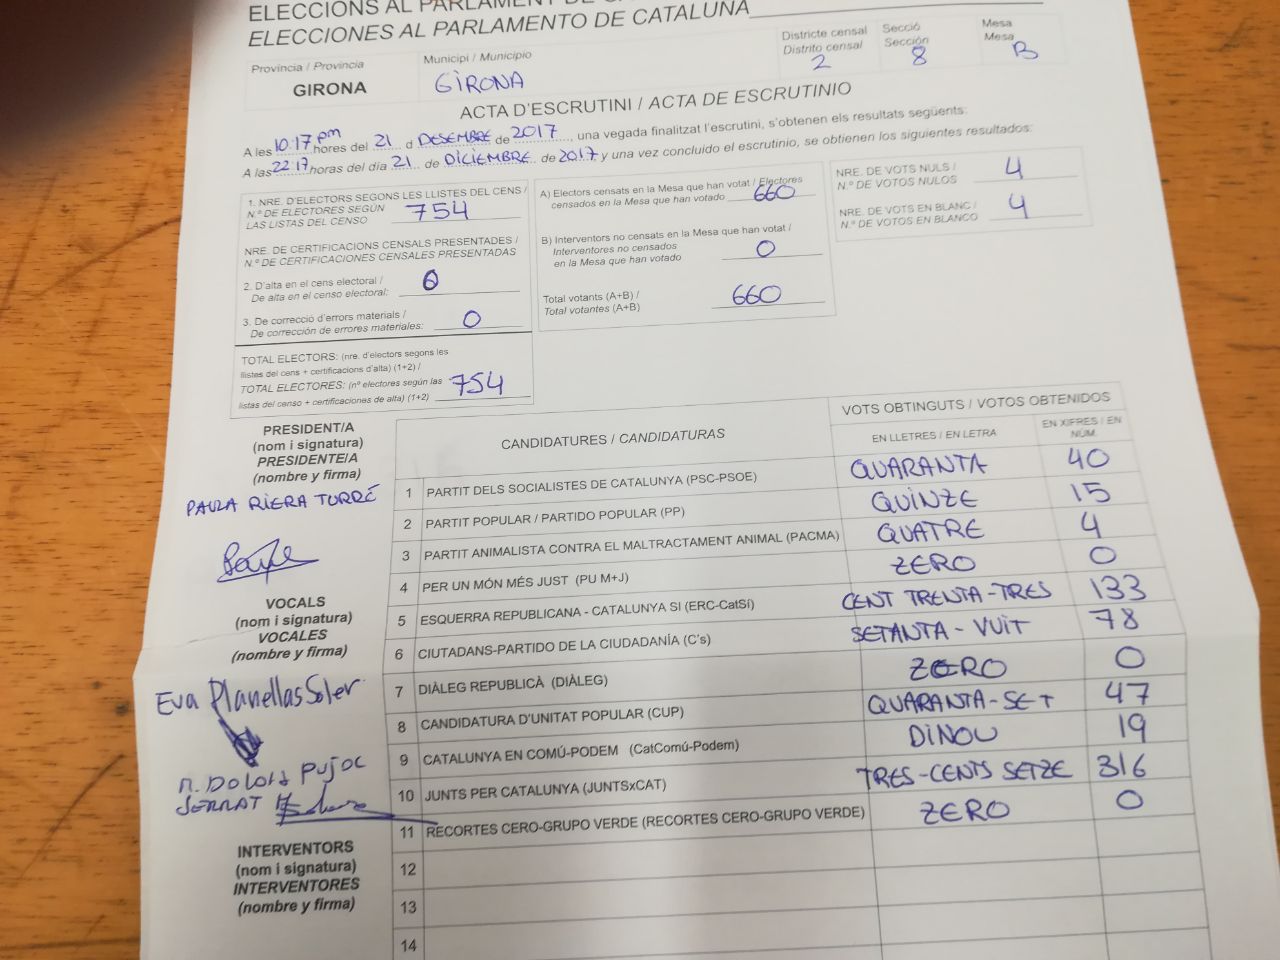 ELECCIONS AL PARLAMENT DE
ELECCIONES AL PARLAMENTO DE CATALUÑA
Província / Provincia
GIRONA
Municipi / Municipio
GIRONA
Districte censal
Distrito censal
2
Secció
Sección
8
Mesa
Mesa
B
ACTA D'ESCRUTINI / ACTA DE ESCRUTINIO
A les 10:17 pm hores del 21 d DESEMBRE de 2017, una vegada finalitzat l'escrutini, s'obtenen els resultats següents:
A las 22:17 horas del día 21 de DICIEMBRE de 2017 y una vez concluido el escrutinio, se obtienen los siguientes resultados:
1. NRE. D'ELECTORS SEGONS LES LLISTES DEL CENS /
N.º DE ELECTORES SEGÚN
LAS LISTAS DEL CENSO 754
NRE. DE CERTIFICACIONS CENSALS PRESENTADES /
N.º DE CERTIFICACIONES CENSALES PRESENTADAS
2. D'alta en el cens electoral /
De alta en el censo electoral: 0
3. De correcció d'errors materials /
De corrección de errores materiales: 0
TOTAL ELECTORS: (nre. d'electors segons les
llistes del cens + certificacions d'alta) (1+2) /
TOTAL ELECTORES: (nº electores según las
listas del censo + certificaciones de alta) (1+2) 754
A) Electors censats en la Mesa que han votat / Electores
censados en la Mesa que han votado 660
B) Interventors no censats en la Mesa que han votat /
Interventores no censados
en la Mesa que han votado 0
Total votants (A+B) /
Total votantes (A+B) 660
NRE. DE VOTS NULS /
N.º DE VOTOS NULOS 4
NRE. DE VOTS EN BLANC /
N.º DE VOTOS EN BLANCO 4
PRESIDENT/A
(nom i signatura)
PRESIDENTE/A
(nombre y firma)
PAULA RIERA TURRÉ
VOCALS
(nom i signatura)
VOCALES
(nombre y firma)
Eva Planellas Soler
M. DOLORS PUJOL
SERRAT
INTERVENTORS
(nom i signatura)
INTERVENTORES
(nombre y firma)
CANDIDATURES / CANDIDATURAS
VOTS OBTINGUTS / VOTOS OBTENIDOS
EN LLETRES / EN LETRA
EN XIFRES / EN NÚM.
1 PARTIT DELS SOCIALISTES DE CATALUNYA (PSC-PSOE) QUARANTA 40
2 PARTIT POPULAR / PARTIDO POPULAR (PP) QUINZE 15
3 PARTIT ANIMALISTA CONTRA EL MALTRACTAMENT ANIMAL (PACMA) QUATRE 4
4 PER UN MÓN MÉS JUST (PU M+J) ZERO 0
5 ESQUERRA REPUBLICANA - CATALUNYA SI (ERC-CatSí) CENT TRENTA-TRES 133
6 CIUTADANS-PARTIDO DE LA CIUDADANÍA (C's) SETANTA-VUIT 78
7 DIÀLEG REPUBLICÀ (DIÀLEG) ZERO 0
8 CANDIDATURA D'UNITAT POPULAR (CUP) QUARANTA-SET 47
9 CATALUNYA EN COMÚ-PODEM (CatComú-Podem) DINOU 19
10 JUNTS PER CATALUNYA (JUNTSxCAT) TRES-CENTS SETZE 316
11 RECORTES CERO-GRUPO VERDE (RECORTES CERO-GRUPO VERDE) ZERO 0
12
13
14